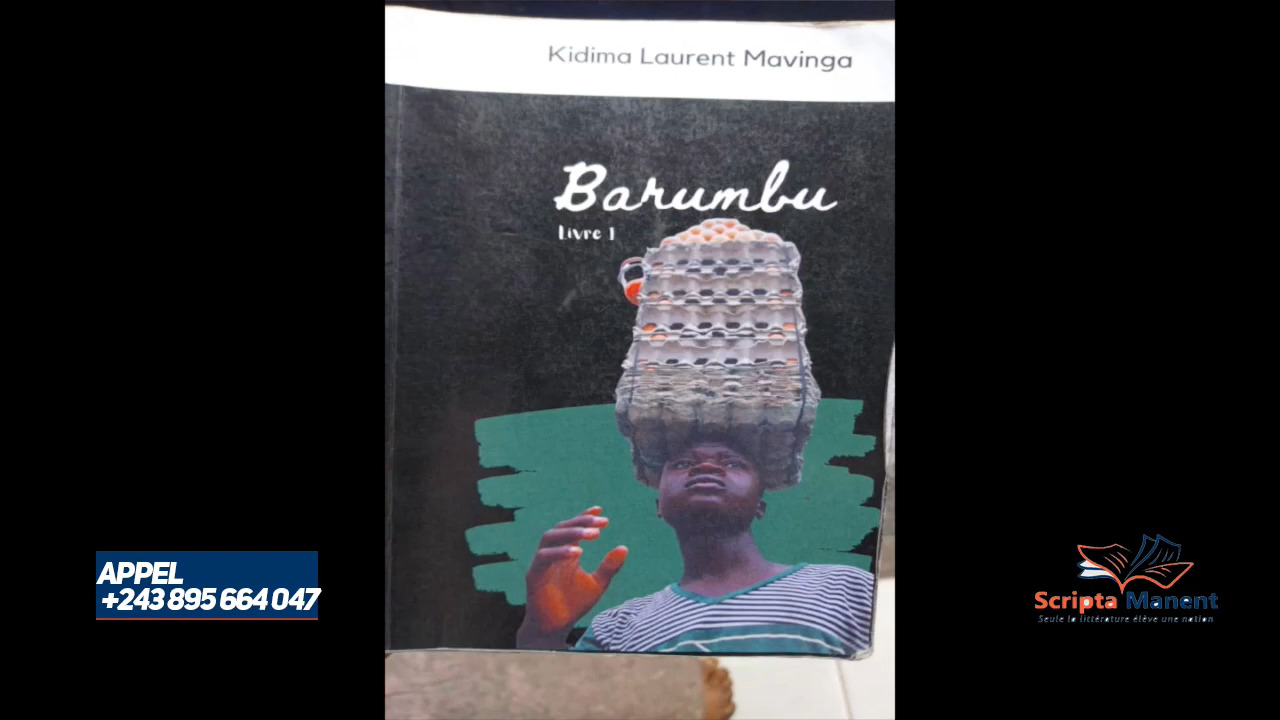 Kidima Laurent Mavinga
Barumbu
Livre 1
APPEL
+243 895 664 047
Scripta Manent
Seule la littérature élève une nation